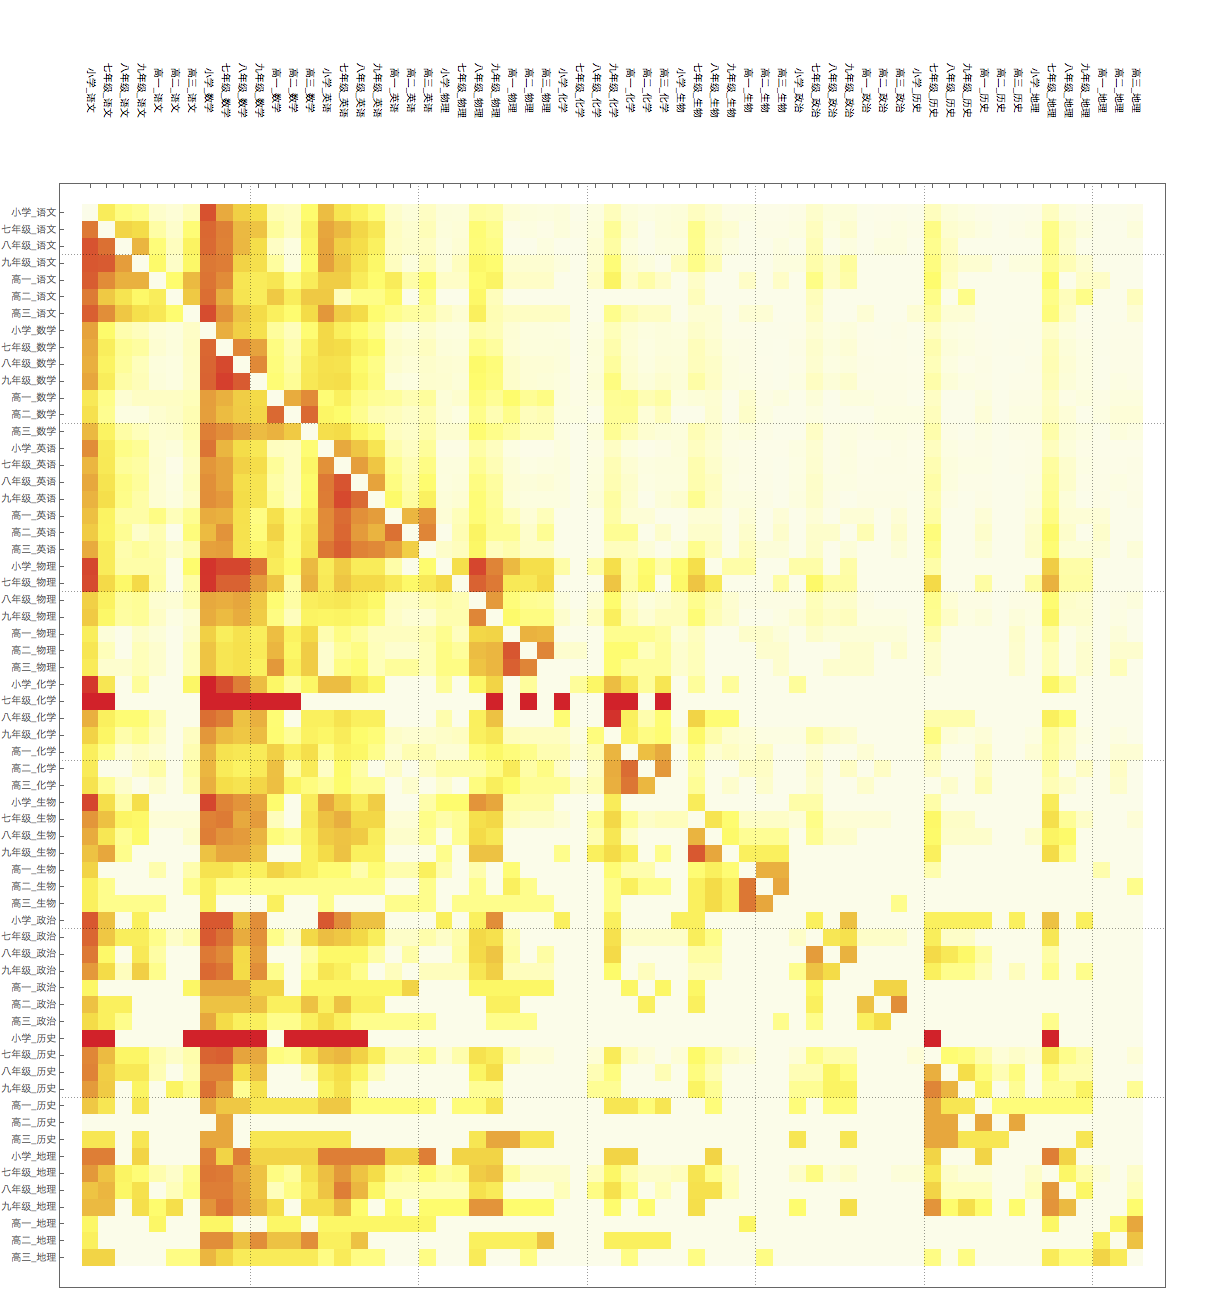 小学_语文
七年级_语文
八年级_语文
九年级_语文
高一_语文
高二_语文
高三_语文
小学_数学
七年级_数学
八年级_数学
九年级_数学
高一_数学
高二_数学
高三_数学
小学_英语
七年级_英语
八年级_英语
九年级_英语
高一_英语
高二_英语
高三_英语
小学_物理
七年级_物理
八年级_物理
九年级_物理
高一_物理
高二_物理
高三_物理
小学_化学
七年级_化学
九年级_化学
高一_化学
高二_化学
高三_化学
小学_生物
七年级_生物
八年级_生物
九年级_生物
高一_生物
高二_生物
高三_生物
小学_政治
七年级_政治
八年级_政治
九年级_政治
高一_政治
高二_政治
高三_政治
小学_历史
七年级_历史
八年级_历史
九年级_历史
高一_历史
高二_历史
高三_历史
小学_地理
七年级_地理
八年级_地理
九年级_地理
高一_地理
高二_地理
高三_地理
小学_语文
七年级_语文
八年级_语文
九年级_语文
高一_语文
高二_语文
高三_语文
小学_数学
七年级_数学
八年级_数学
九年级_数学
高一_数学
高二_数学
高三_数学
小学_英语
七年级_英语
八年级_英语
九年级_英语
高一_英语
高二_英语
高三_英语
小学_物理
七年级_物理
八年级_物理
九年级_物理
高一_物理
高二_物理
高三_物理
小学_化学
七年级_化学
八年级_化学
九年级_化学
高一_化学
高二_化学
高三_化学
小学_生物
七年级_生物
八年级_生物
九年级_生物
高一_生物
高二_生物
高三_生物
小学_政治
七年级_政治
八年级_政治
九年级_政治
高一_政治
高二_政治
高三_政治
小学_历史
七年级_历史
八年级_历史
九年级_历史
高一_历史
高二_历史
高三_历史
小学_地理
七年级_地理
八年级_地理
九年级_地理
高一_地理
高二_地理
高三_地理